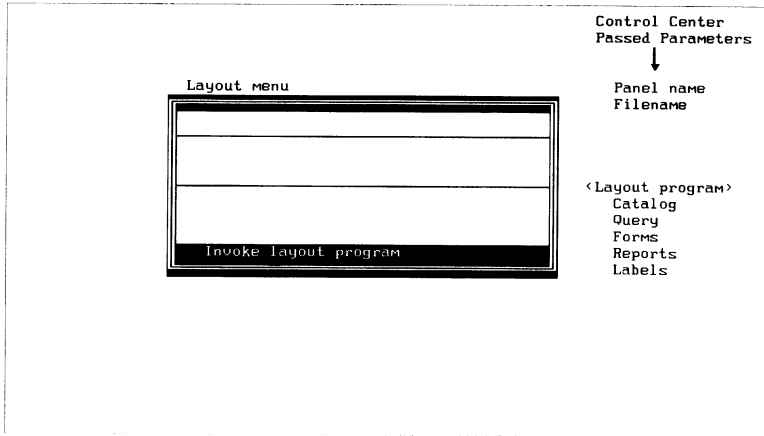 Control Center
Passed Parameters
Layout menu
Panel name
Filename
<Layout program>
Catalog
Query
Forms
Reports
Labels
Invoke layout program